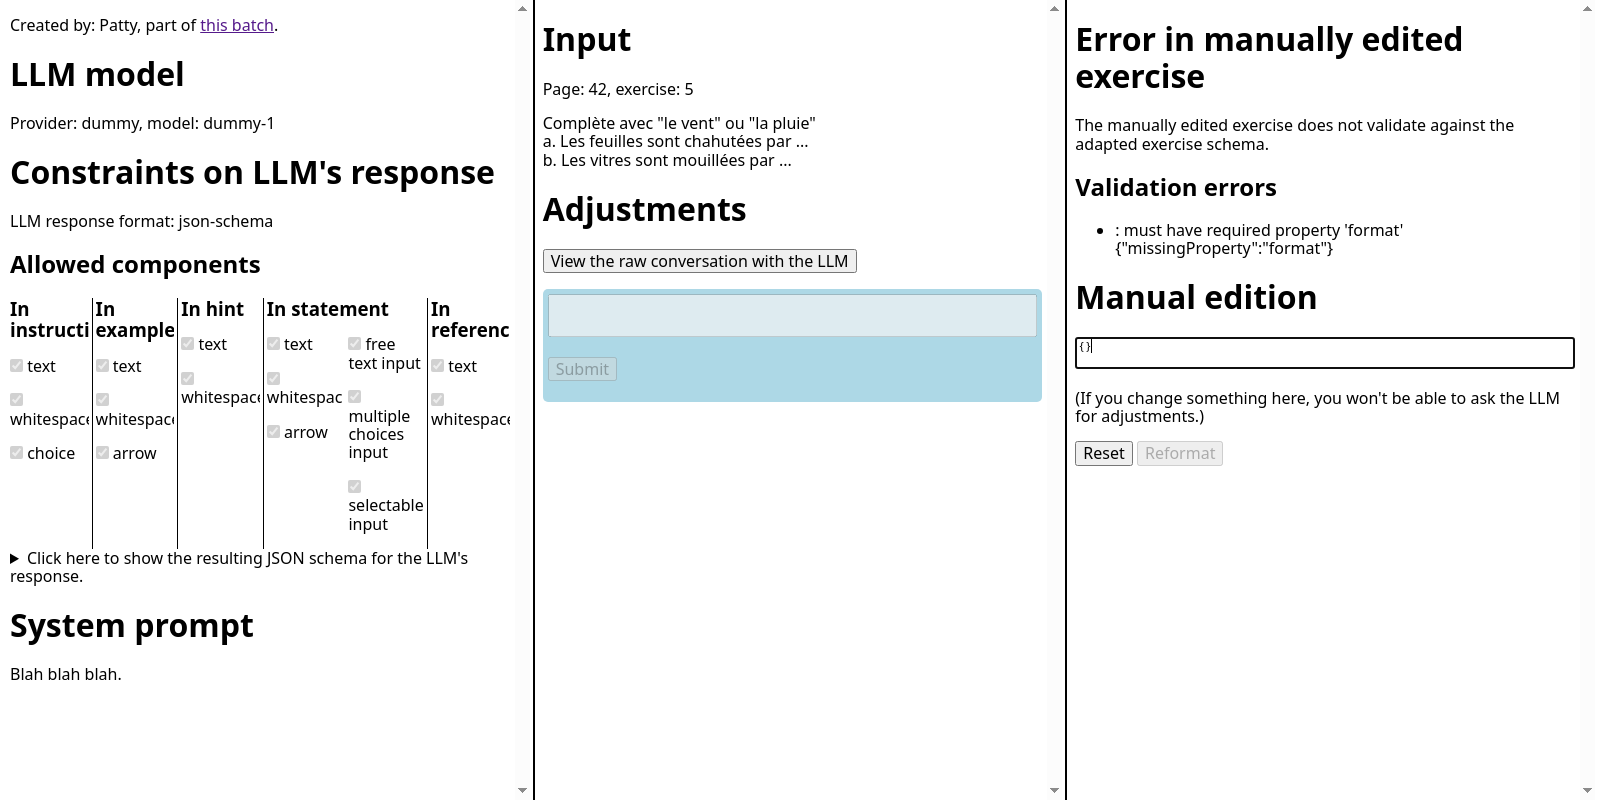 Created by: Patty, part of this batch.
LLM model
Provider: dummy, model: dummy-1
Constraints on LLM's response
LLM response format: json-schema
Allowed components
In
instructi
text
whitespace
choice
In
example
text
whitespace
arrow
In hint
text
whitespace
In statement
text
whitespac
arrow
free
text input
multiple
choices
input
selectable
input
In
referenc
text
whitespace
Click here to show the resulting JSON schema for the LLM's
response.
System prompt
Blah blah blah.
Input
Page: 42, exercise: 5
Complète avec "le vent" ou "la pluie"
a. Les feuilles sont chahutées par ...
b. Les vitres sont mouillées par ...
Adjustments
View the raw conversation with the LLM
Submit
Error in manually edited
exercise
The manually edited exercise does not validate against the
adapted exercise schema.
Validation errors
• : must have required property 'format'
{"missingProperty":"format"}
Manual edition
{}
(If you change something here, you won't be able to ask the LLM
for adjustments.)
Reset Reformat